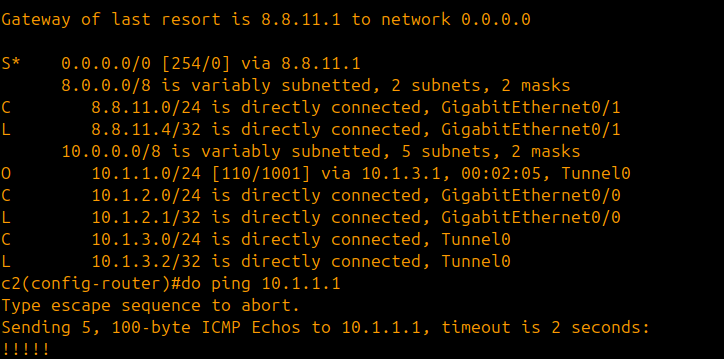 Gateway of last resort is 8.8.11.1 to network 0.0.0.0
S*    0.0.0.0/0 [254/0] via 8.8.11.1
      8.0.0.0/8 is variably subnetted, 2 subnets, 2 masks
C        8.8.11.0/24 is directly connected, GigabitEthernet0/1
L        8.8.11.4/32 is directly connected, GigabitEthernet0/1
      10.0.0.0/8 is variably subnetted, 5 subnets, 2 masks
O        10.1.1.0/24 [110/1001] via 10.1.3.1, 00:02:05, Tunnel0
C        10.1.2.0/24 is directly connected, GigabitEthernet0/0
L        10.1.2.1/32 is directly connected, GigabitEthernet0/0
C        10.1.3.0/24 is directly connected, Tunnel0
L        10.1.3.2/32 is directly connected, Tunnel0
c2(config-router)#do ping 10.1.1.1
Type escape sequence to abort.
Sending 5, 100-byte ICMP Echos to 10.1.1.1, timeout is 2 seconds:
!!!!!